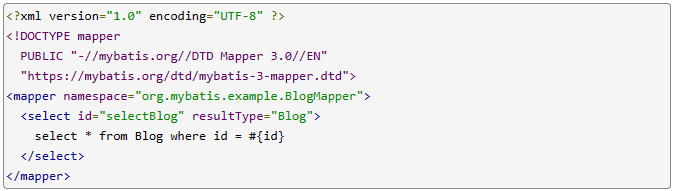 <?xml version="1.0" encoding="UTF-8" ?>
<!DOCTYPE mapper
  PUBLIC "-//mybatis.org//DTD Mapper 3.0//EN"
  "https://mybatis.org/dtd/mybatis-3-mapper.dtd">
<mapper namespace="org.mybatis.example.BlogMapper">
  <select id="selectBlog" resultType="Blog">
    select * from Blog where id = #{id}
  </select>
</mapper>